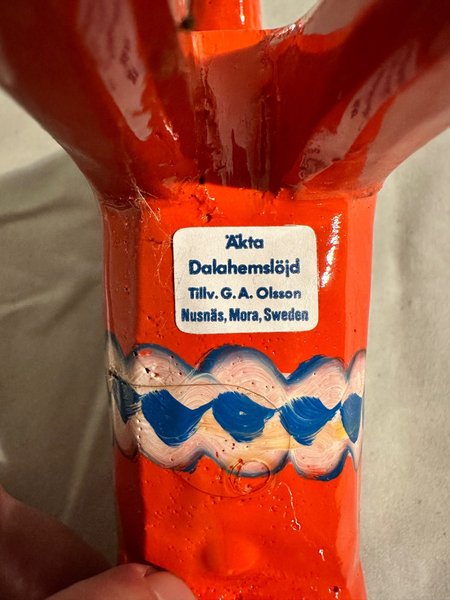 Äkta
Dalahemslöjd
Tillv. G. A. Olsson
Nusnäs, Mora, Sweden